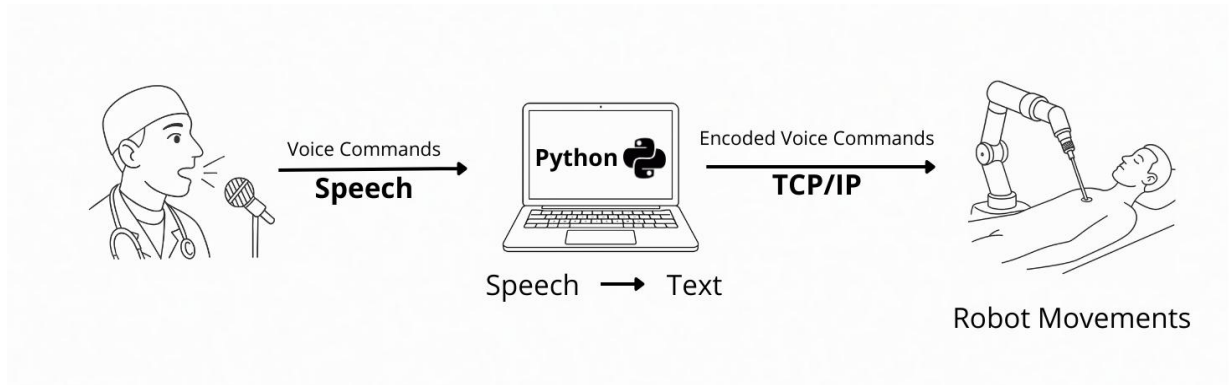 Voice Commands
Speech
Python
Speech → Text
Encoded Voice Commands
TCP/IP
Robot Movements